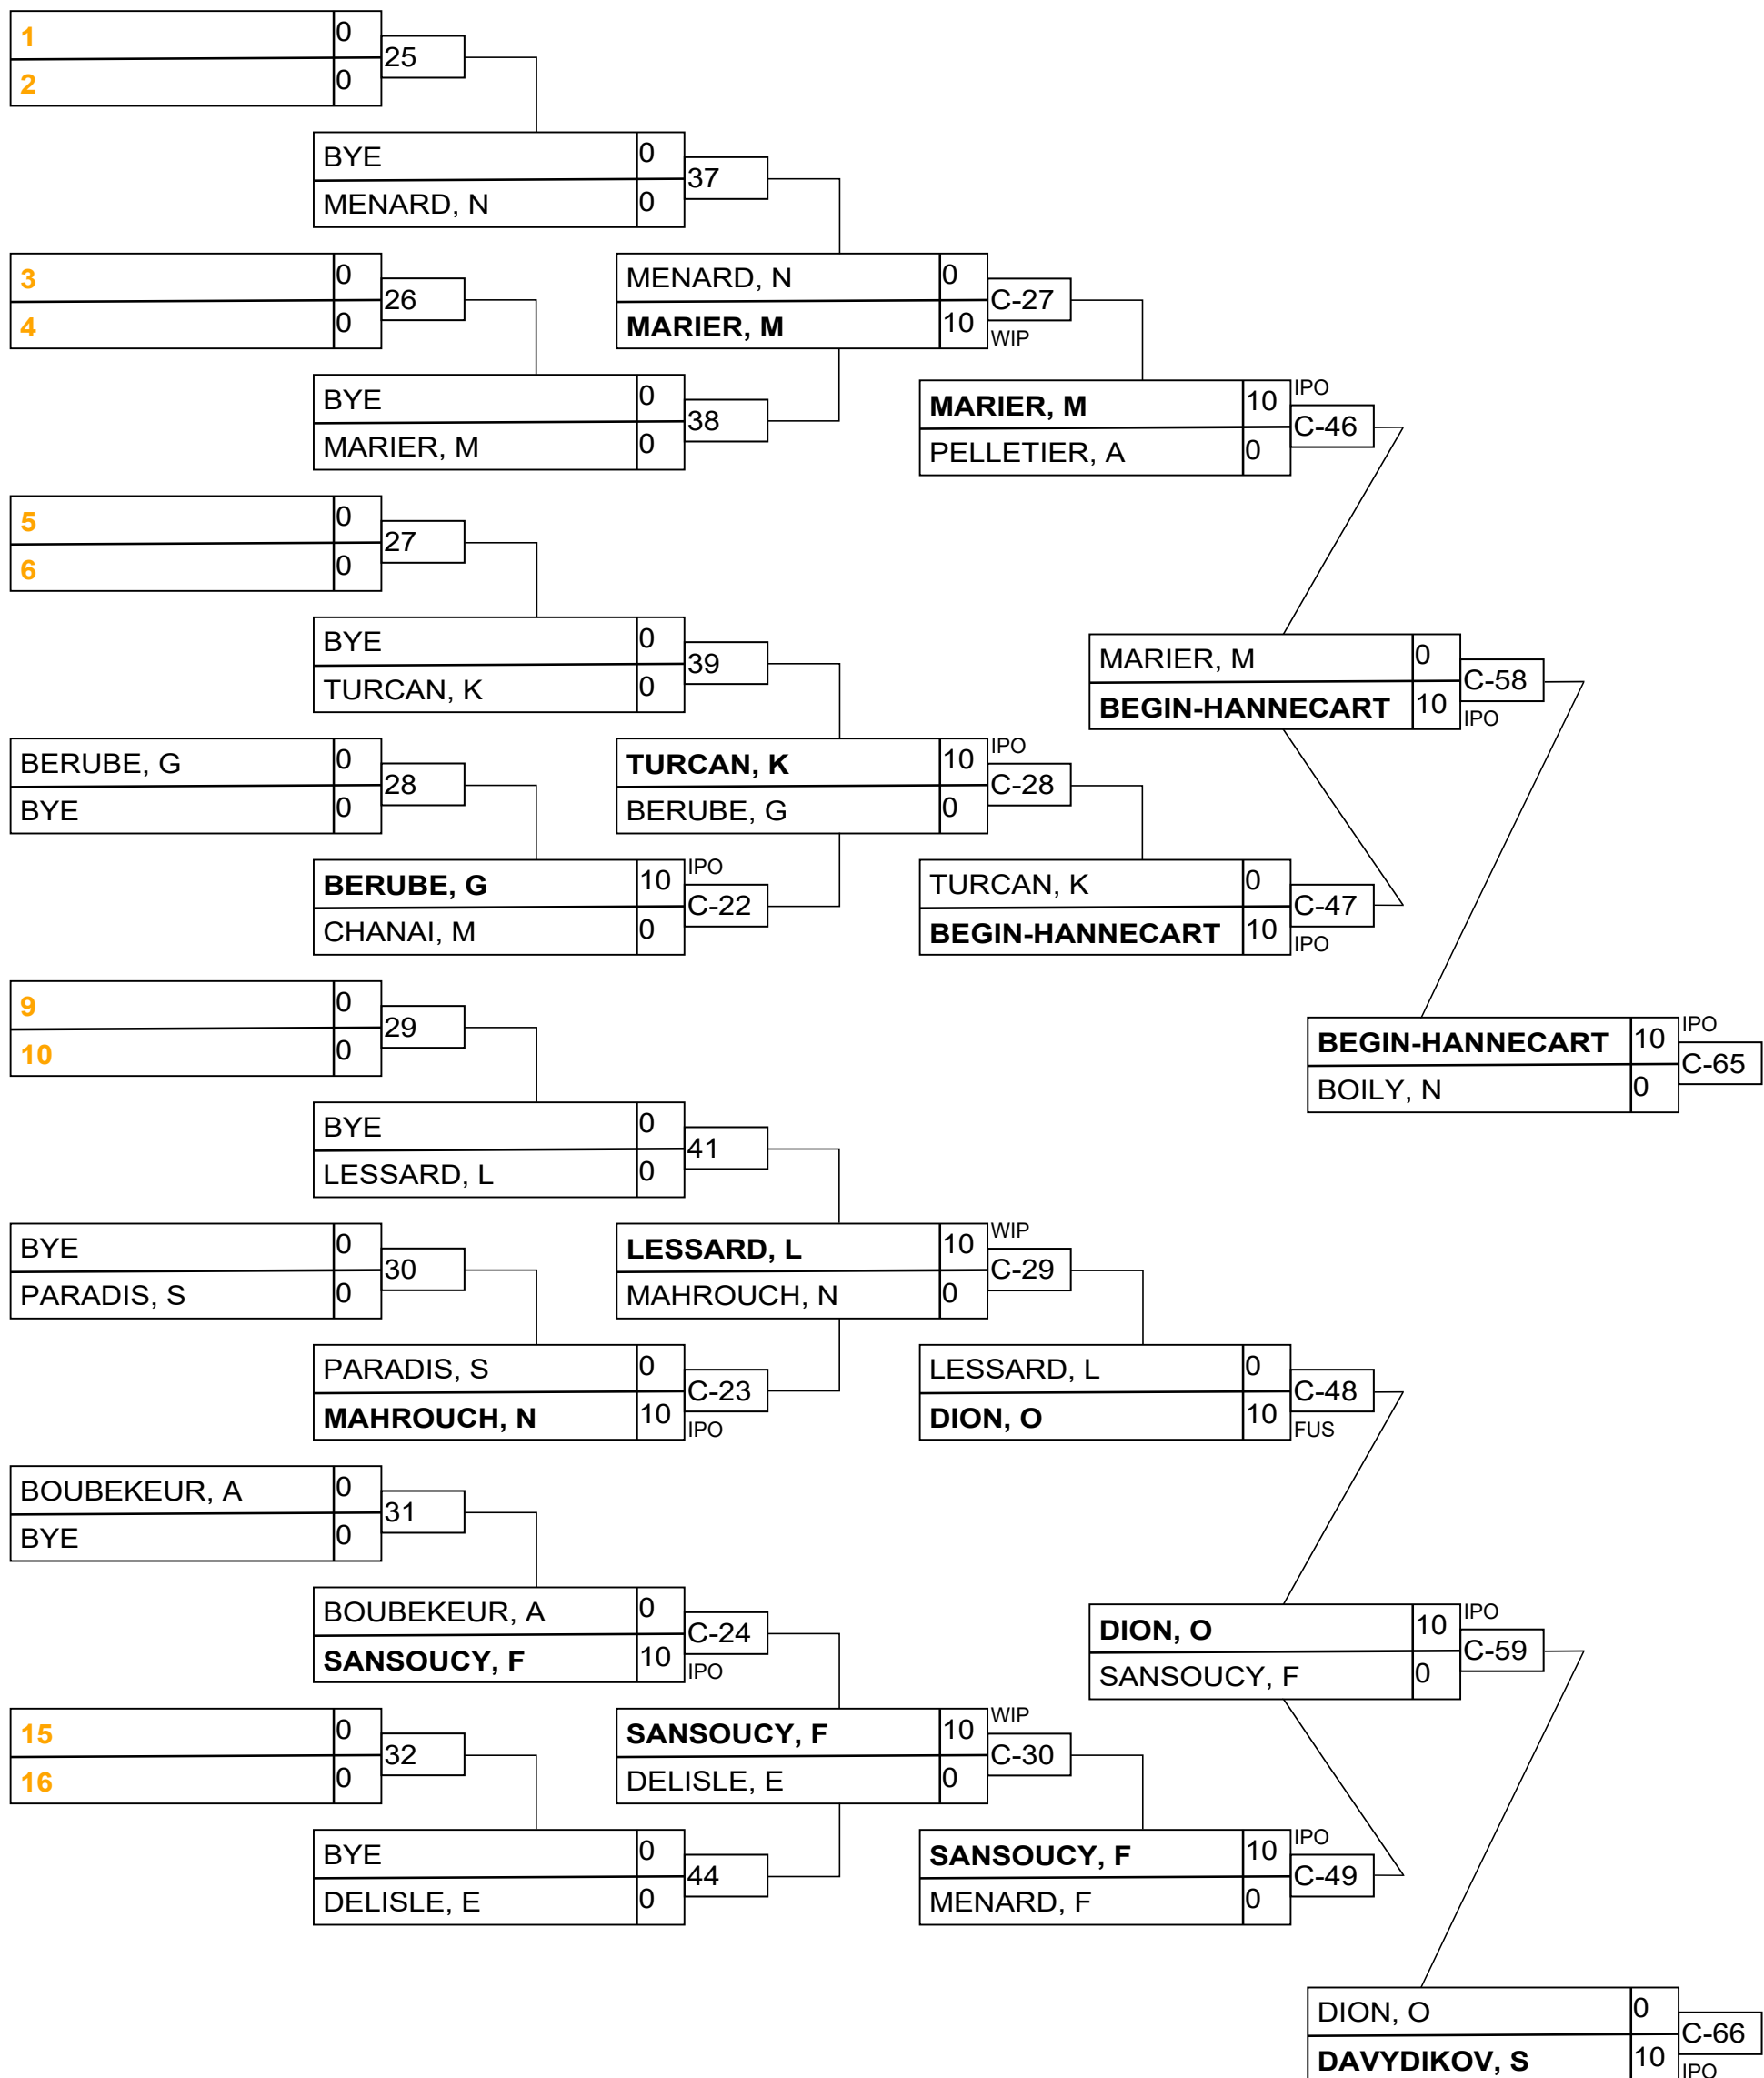 1 0
25
2 0
BYE 0
37
MENARD, N 0
3 0
26
4 0
MENARD, N 0
C-27
MARIER, M 10
WIP
BYE 0
38
MARIER, M 0
MARIER, M 10 IPO
C-46
PELLETIER, A 0
5 0
27
6 0
BYE 0
39
TURCAN, K 0
MARIER, M 0
C-58
BEGIN-HANNECART 10
IPO
BERUBE, G 0
28
BYE 0
TURCAN, K 10 IPO
C-28
BERUBE, G 0
BERUBE, G 10 IPO
C-22
CHANAI, M 0
TURCAN, K 0
C-47
BEGIN-HANNECART 10
IPO
9 0
29
10 0
BEGIN-HANNECART 10 IPO
C-65
BOILY, N 0
BYE 0
41
LESSARD, L 0
BYE 0
30
PARADIS, S 0
LESSARD, L 10 WIP
C-29
MAHROUCH, N 0
PARADIS, S 0
C-23
MAHROUCH, N 10
IPO
LESSARD, L 0
C-48
DION, O 10
FUS
BOUBEKEUR, A 0
31
BYE 0
BOUBEKEUR, A 0
C-24
SANSOUCY, F 10
IPO
DION, O 10 IPO
C-59
SANSOUCY, F 0
15 0
32
16 0
SANSOUCY, F 10 WIP
C-30
DELISLE, E 0
BYE 0
44
DELISLE, E 0
SANSOUCY, F 10 IPO
C-49
MENARD, F 0
DION, O 0
C-66
DAVYDIKOV, S 10
IPO